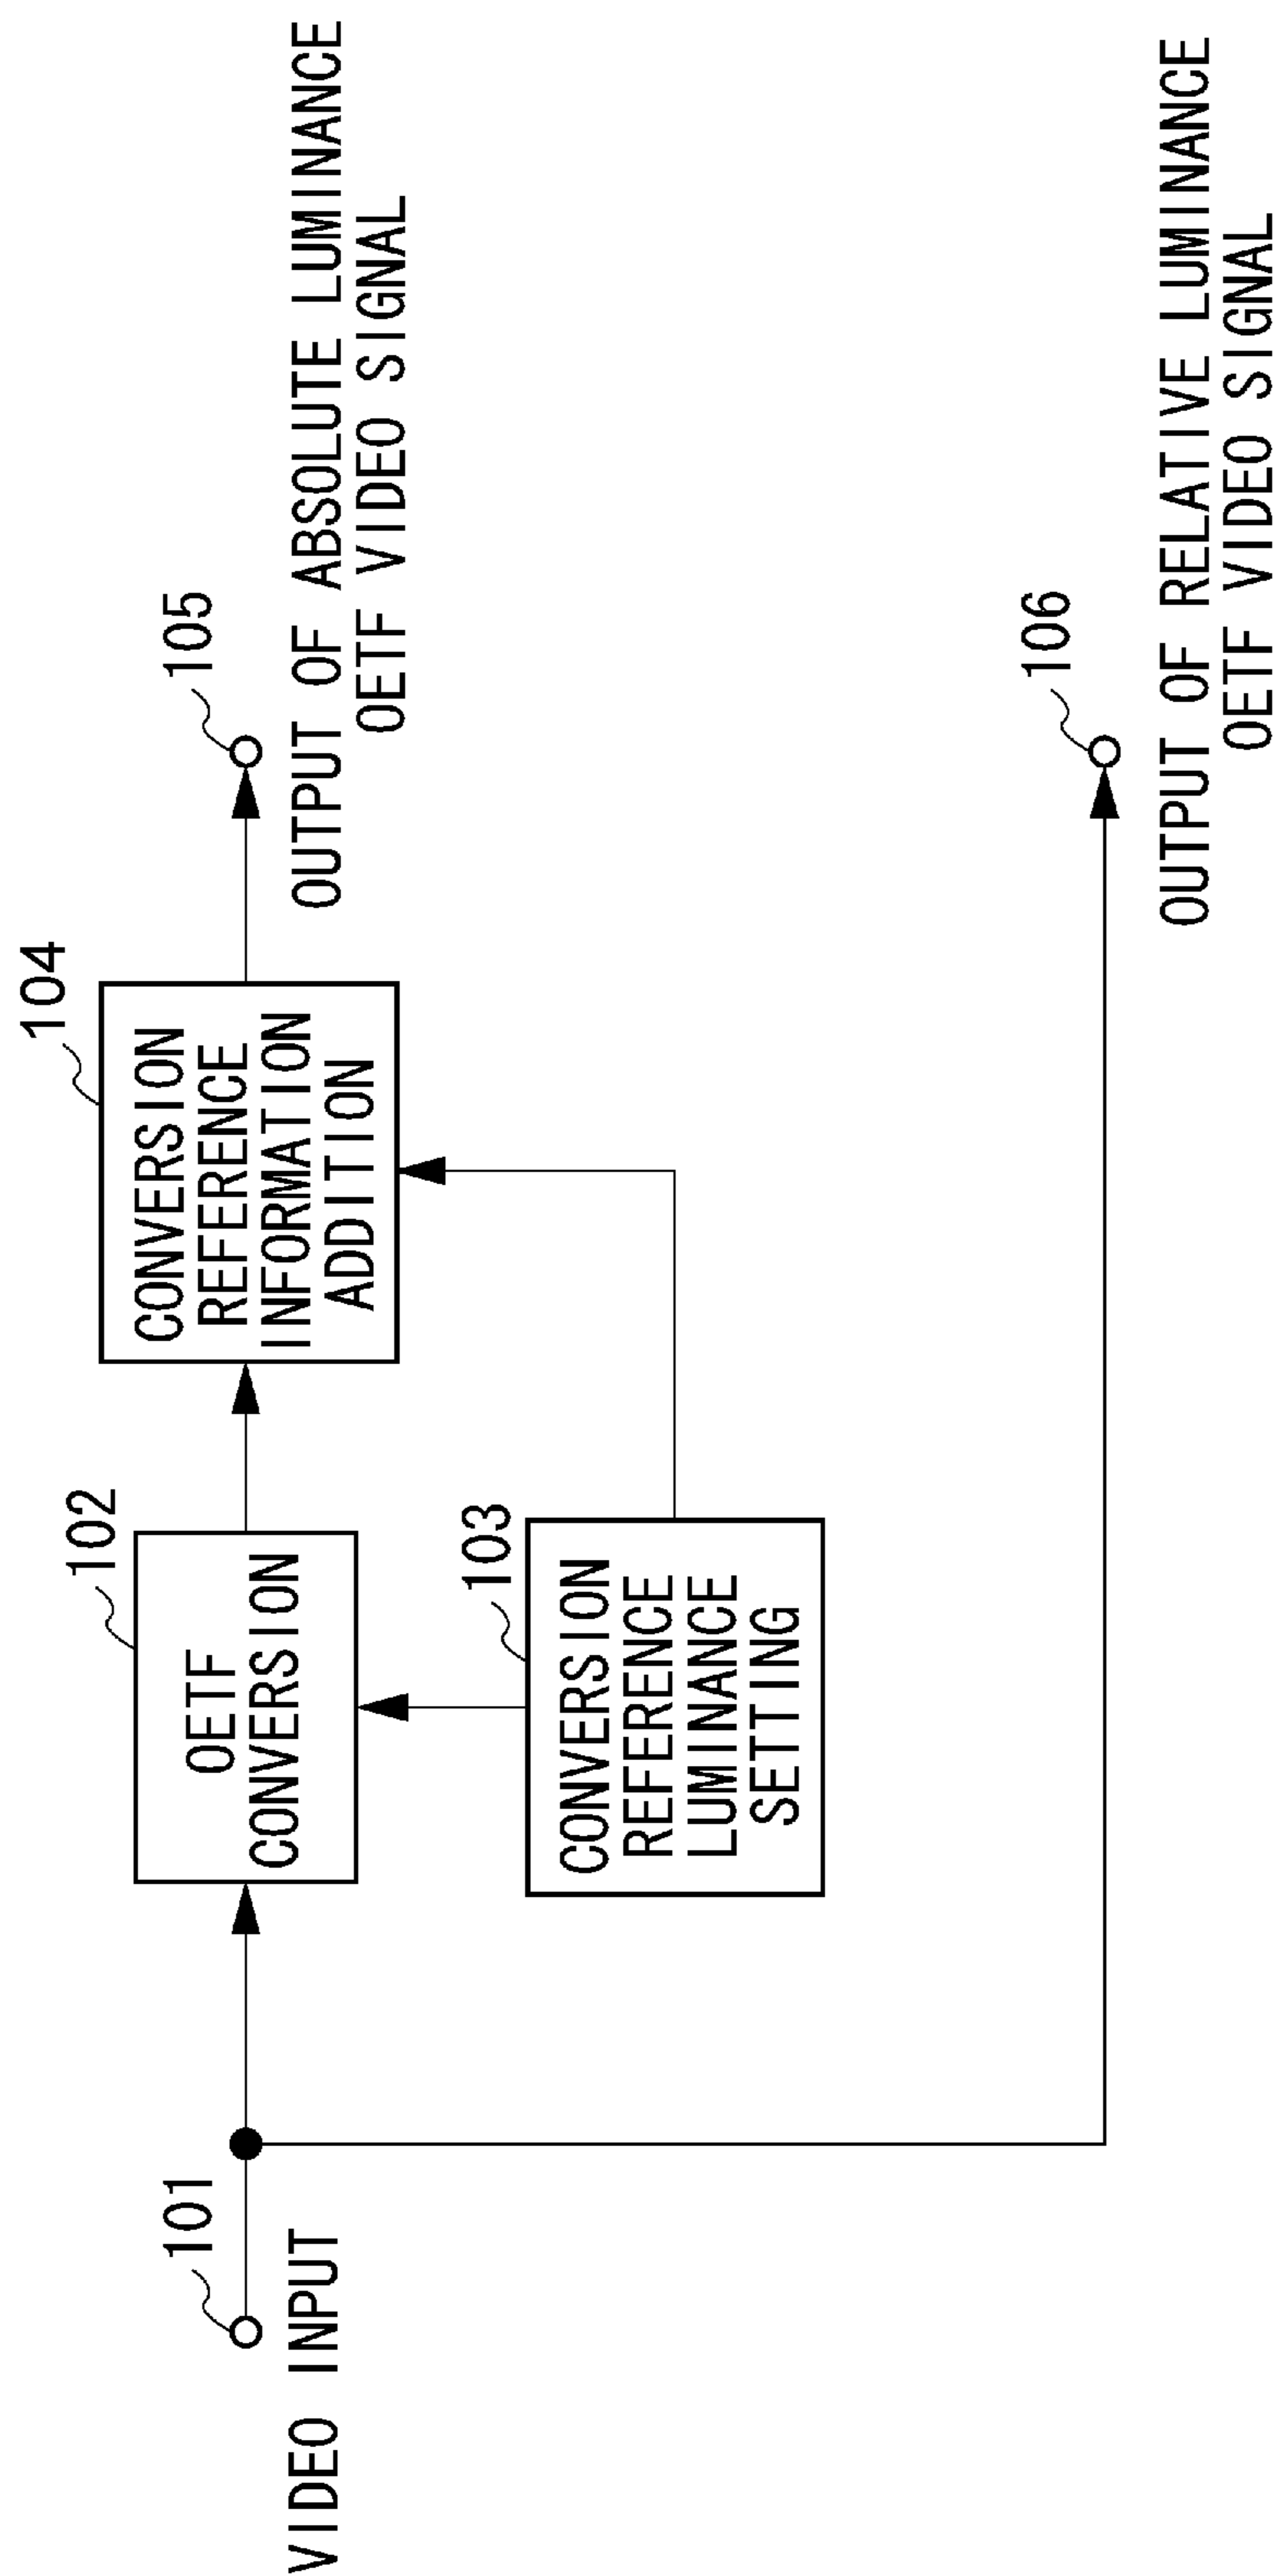 101
VIDEO INPUT
102
OETF
CONVERSION
103
CONVERSION
REFERENCE
LUMINANCE
SETTING
104
CONVERSION
REFERENCE
INFORMATION
ADDITION
105
OUTPUT OF ABSOLUTE LUMINANCE
OETF VIDEO SIGNAL
106
OUTPUT OF RELATIVE LUMINANCE
OETF VIDEO SIGNAL